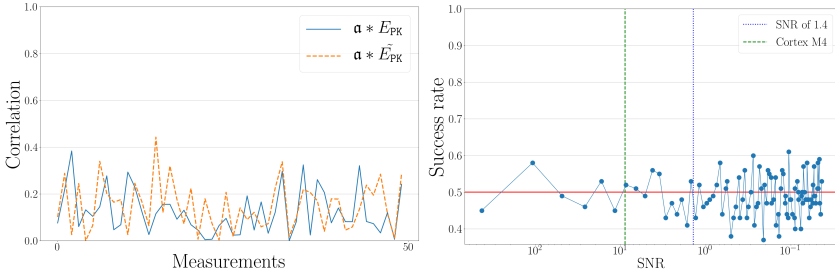 1.0
0.8
0.6
0.4
0.2
0.0
Correlation
𝔞 * E_PK
𝔞 * Ẽ_PK
0
50
Measurements
1.0
0.9
0.8
0.7
0.6
0.5
0.4
Success rate
SNR of 1.4
Cortex M4
10² 10¹ 10⁰ 10⁻¹
SNR